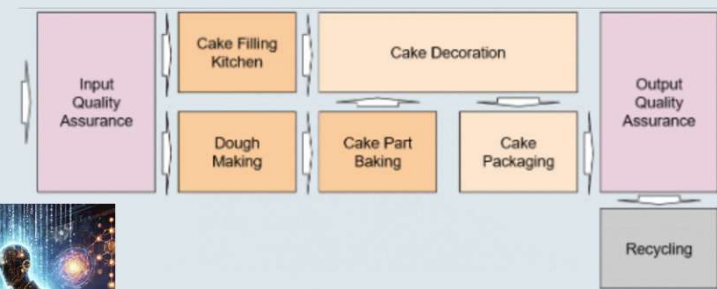 Input
Quality
Assurance
Cake Filling
Kitchen
Cake Decoration
Output
Quality
Assurance
Dough
Making
Cake Part
Baking
Cake
Packaging
Recycling